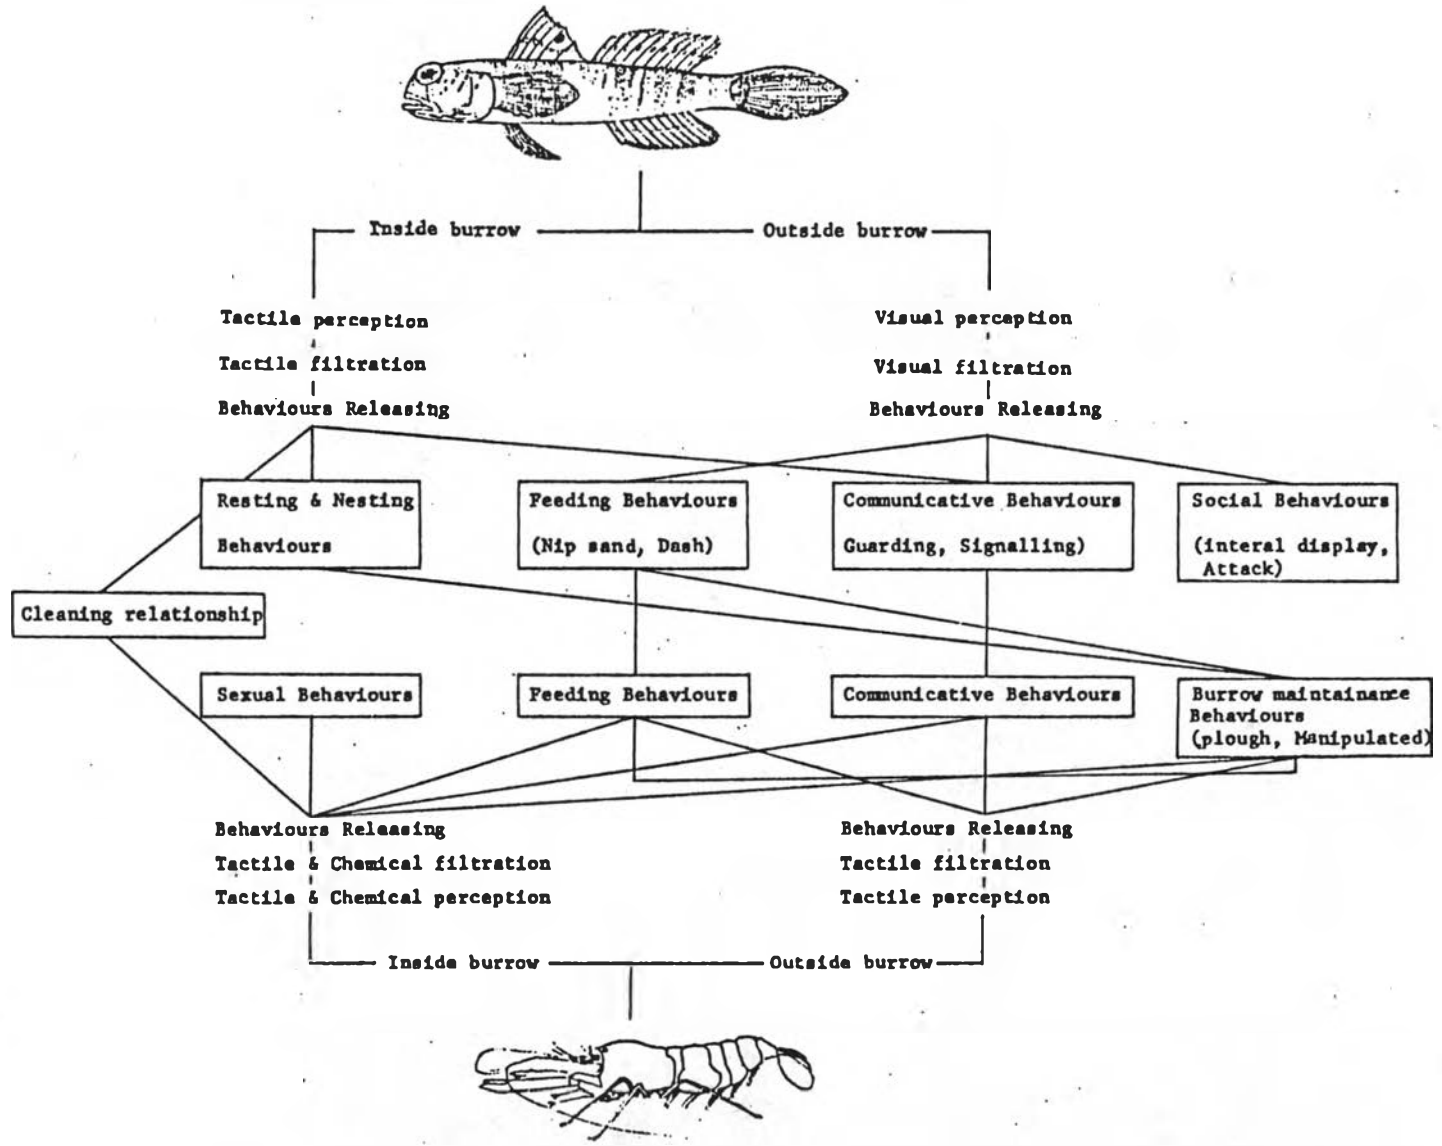 Inside burrow
Outside burrow
Tactile perception
Visual perception
Tactile filtration
Visual filtration
Behaviours Releasing
Behaviours Releasing
Resting & Nesting
Behaviours
Feeding Behaviours
(Nip sand, Dash)
Communicative Behaviours
Guarding, Signalling)
Social Behaviours
(interal display,
Attack)
Cleaning relationship
Sexual Behaviours
Feeding Behaviours
Communicative Behaviours
Burrow maintainance
Behaviours
(plough, Manipulated)
Behaviours Releasing
Tactile & Chemical filtration
Tactile & Chemical perception
Behaviours Releasing
Tactile filtration
Tactile perception
Inside burrow
Outside burrow